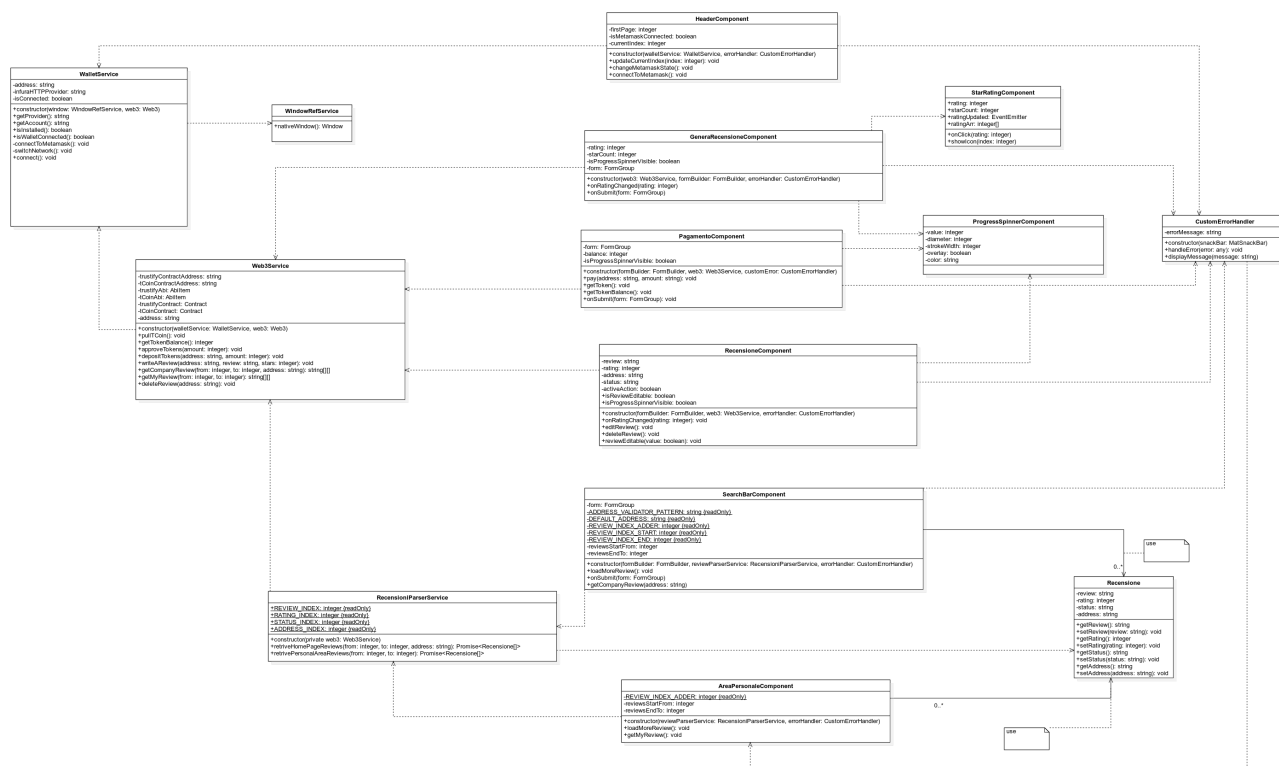 HeaderComponent
-firstPage: integer
-isMetamaskConnected: boolean
-currentIndex: integer
+constructor(walletService: WalletService, errorHandler: CustomErrorHandler)
+updateCurrentIndex(index: integer): void
+changeMetamaskState(): void
+connectToMetamask(): void
WalletService
-address: string
-infuraHTTPProvider: string
-isConnected: boolean
+constructor(window: WindowRefService, web3: Web3)
+getProvider(): string
+getAccount(): string
+isInstalled(): boolean
+isWalletConnected(): boolean
-connectToMetamask(): void
-switchNetwork(): void
+connect(): void
WindowRefService
+nativeWindow(): Window
StarRatingComponent
+rating: integer
+starCount: integer
+ratingUpdated: EventEmitter
+ratingArr: integer[]
+onClick(rating: integer)
+showIcon(index: integer)
GeneraRecensioneComponent
-rating: integer
-starCount: integer
-isProgressSpinnerVisible: boolean
-form: FormGroup
+constructor(web3: Web3Service, formBuilder: FormBuilder, errorHandler: CustomErrorHandler)
+onRatingChanged(rating: integer)
+onSubmit(form: FormGroup)
ProgressSpinnerComponent
-value: integer
-diameter: integer
-strokeWidth: integer
-overlay: boolean
-color: string
CustomErrorHandler
-errorMessage: string
+constructor(snackBar: MatSnackBar)
+handleError(error: any): void
+displayMessage(message: string)
PagamentoComponent
-form: FormGroup
-balance: integer
-isProgressSpinnerVisible: boolean
+constructor(formBuilder: FormBuilder, web3: Web3Service, customError: CustomErrorHandler)
+pay(address: string, amount: string): void
+getToken(): void
+getTokenBalance(): void
+onSubmit(form: FormGroup): void
Web3Service
-trustifyContractAddress: string
-tCoinContractAddress: string
-trustifyAbi: AbiItem
-tCoinAbi: AbiItem
-trustifyContract: Contract
-tCoinContract: Contract
-address: string
+constructor(walletService: WalletService, web3: Web3)
+pullTCoin(): void
+getTokenBalance(): integer
+approveTokens(amount: integer): void
+depositTokens(address: string, amount: integer): void
+writeAReview(address: string, review: string, stars: integer): void
+getCompanyReview(from: integer, to: integer, address: string): string[][]
+getMyReview(from: integer, to: integer): string[][]
+deleteReview(address: string): void
RecensioneComponent
-review: string
-rating: integer
-address: string
-status: string
-activeAction: boolean
+isReviewEditable: boolean
+isProgressSpinnerVisible: boolean
+constructor(formBuilder: FormBuilder, web3: Web3Service, errorHandler: CustomErrorHandler)
+onRatingChanged(rating: integer): void
+editReview(): void
+deleteReview(): void
+reviewEditable(value: boolean): void
SearchBarComponent
-form: FormGroup
-ADDRESS_VALIDATOR_PATTERN: string {readOnly}
-DEFAULT_ADDRESS: string {readOnly}
-REVIEW_INDEX_ADDER: integer {readOnly}
-REVIEW_INDEX_START: integer {readOnly}
-REVIEW_INDEX_END: integer {readOnly}
-reviewsStartFrom: integer
-reviewsEndTo: integer
+constructor(formBuilder: FormBuilder, reviewParserService: RecensioniParserService, errorHandler: CustomErrorHandler)
+loadMoreReview(): void
+onSubmit(form: FormGroup)
+getCompanyReview(address: string)
use
0..*
Recensione
-review: string
-rating: integer
-status: string
-address: string
+getReview(): string
+setReview(review: string): void
+getRating(): integer
+setRating(rating: integer): void
+getStatus(): string
+setStatus(status: string): void
+getAddress(): string
+setAddress(address: string): void
RecensioniParserService
+REVIEW_INDEX: integer {readOnly}
+RATING_INDEX: integer {readOnly}
+STATUS_INDEX: integer {readOnly}
+ADDRESS_INDEX: integer {readOnly}
+constructor(private web3: Web3Service)
+retriveHomePageReviews(from: integer, to: integer, address: string): Promise<Recensione[]>
+retrivePersonalAreaReviews(from: integer, to: integer): Promise<Recensione[]>
AreaPersonaleComponent
-REVIEW_INDEX_ADDER: integer {readOnly}
-reviewsStartFrom: integer
-reviewsEndTo: integer
+constructor(reviewParserService: RecensioniParserService, errorHandler: CustomErrorHandler)
+loadMoreReview(): void
+getMyReview(): void
0..*
use